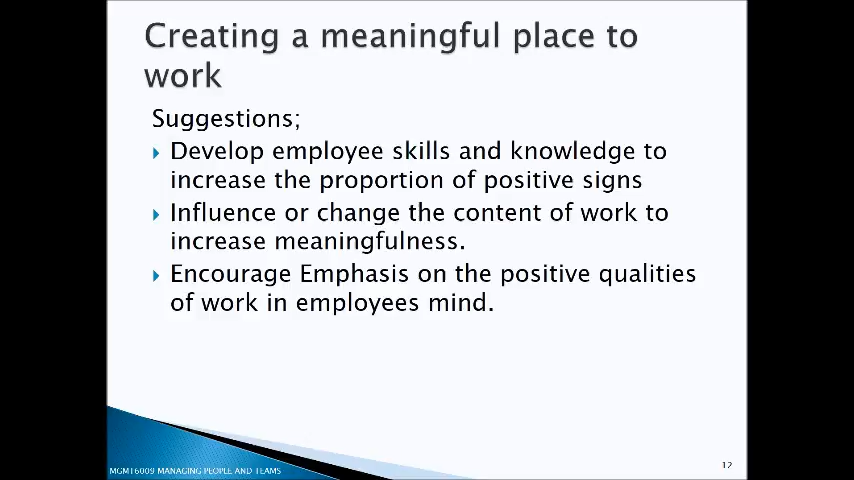 Creating a meaningful place to
work
Suggestions;
Develop employee skills and knowledge to
increase the proportion of positive signs
Influence or change the content of work to
increase meaningfulness.
Encourage Emphasis on the positive qualities
of work in employees mind.
MGMT6009 MANAGING PEOPLE AND TEAMS
12